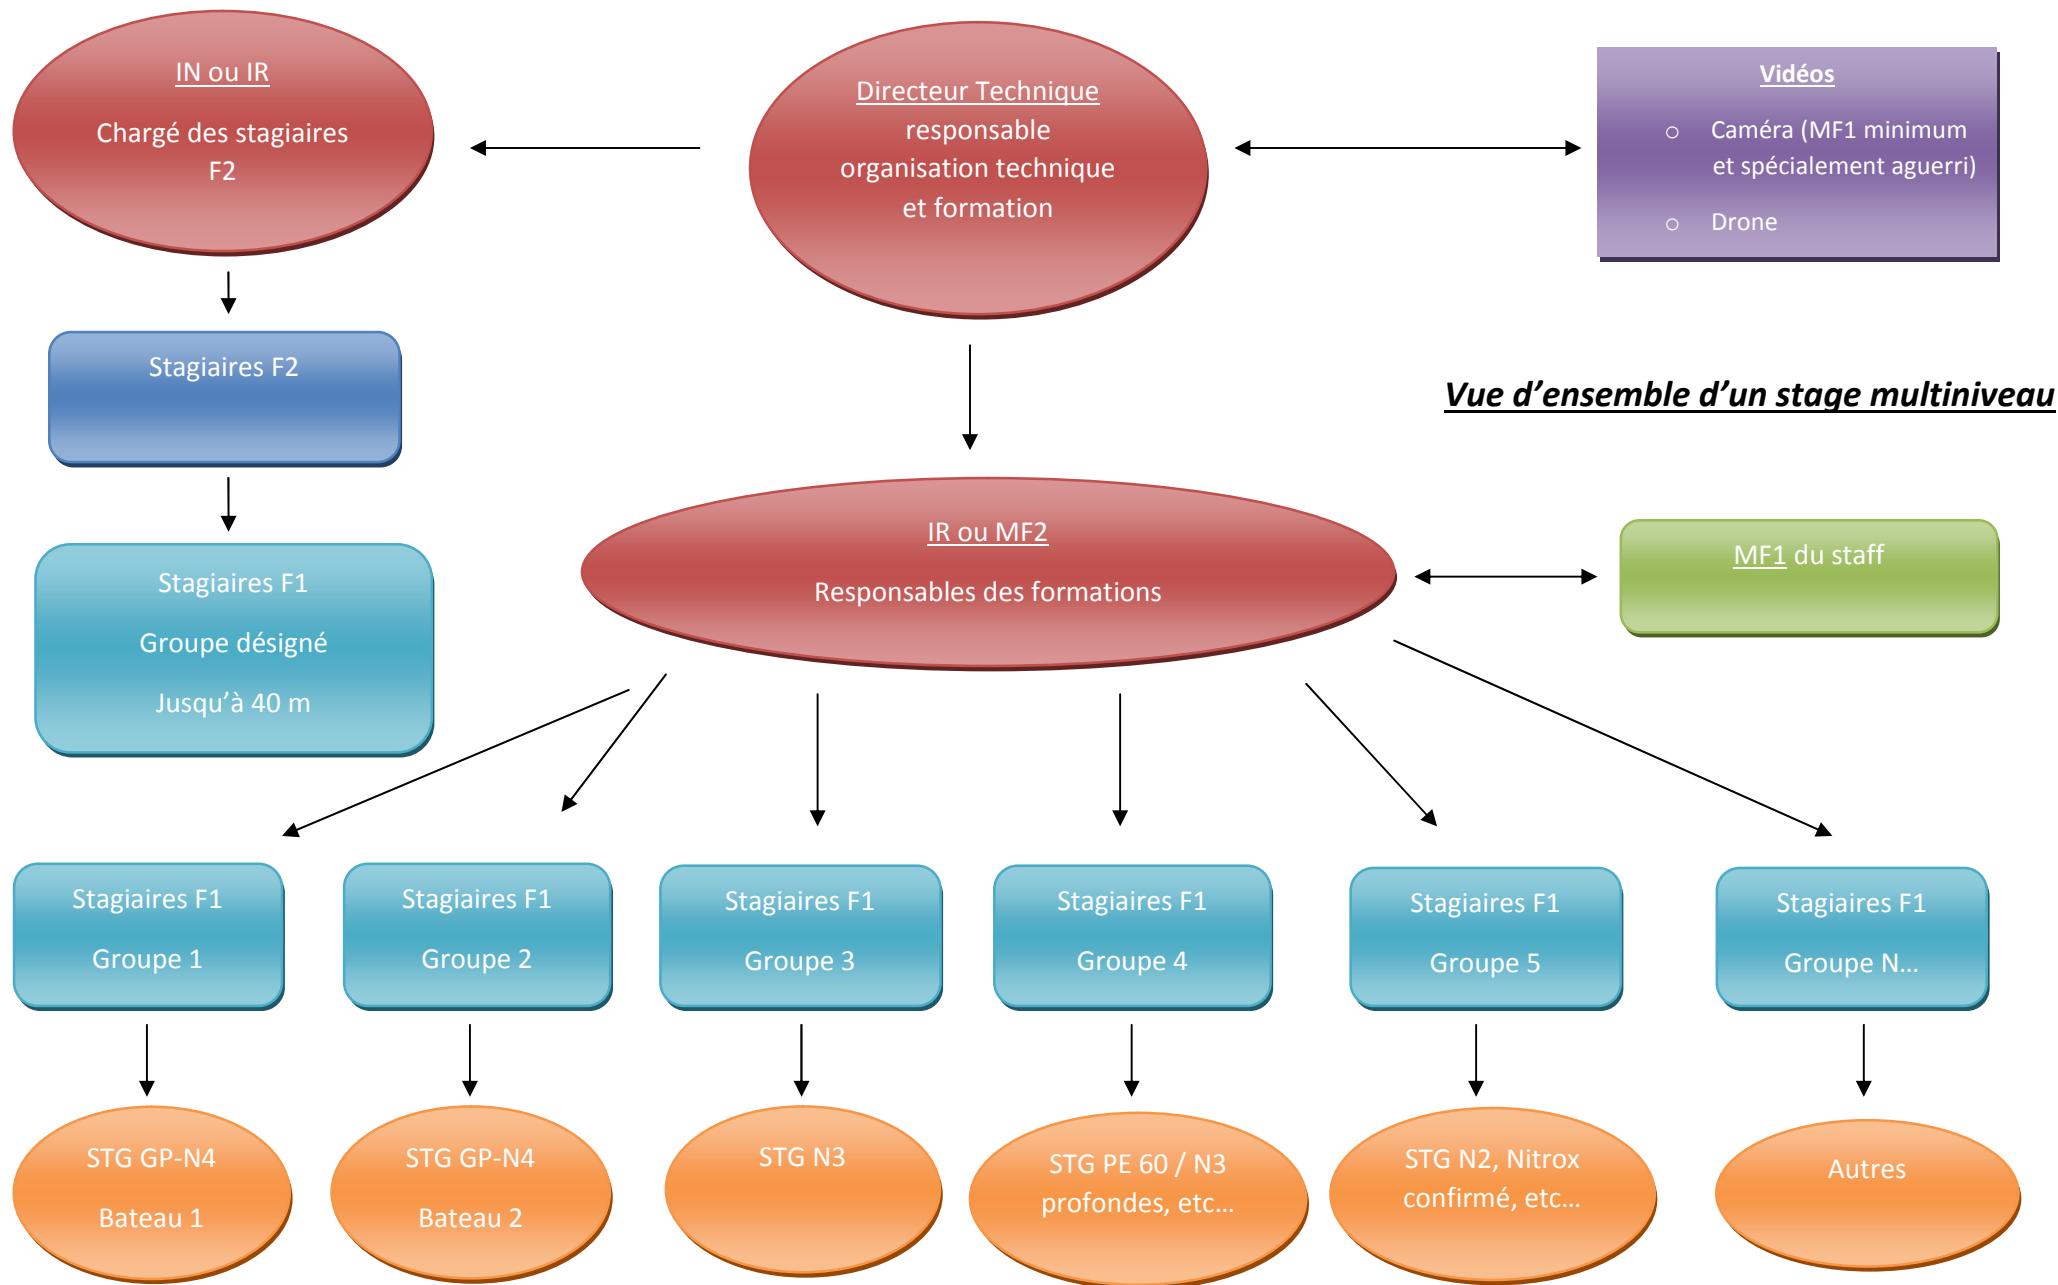 IN ou IR
Chargé des stagiaires
F2
Directeur Technique
responsable
organisation technique
et formation
Vidéos
o Caméra (MF1 minimum
et spécialement aguerri)
o Drone
Stagiaires F2
Vue d’ensemble d’un stage multiniveau
Stagiaires F1
Groupe désigné
Jusqu’à 40 m
IR ou MF2
Responsables des formations
MF1 du staff
Stagiaires F1
Groupe 1
Stagiaires F1
Groupe 2
Stagiaires F1
Groupe 3
Stagiaires F1
Groupe 4
Stagiaires F1
Groupe 5
Stagiaires F1
Groupe N…
STG GP-N4
Bateau 1
STG GP-N4
Bateau 2
STG N3
STG PE 60 / N3
profondes, etc…
STG N2, Nitrox
confirmé, etc…
Autres